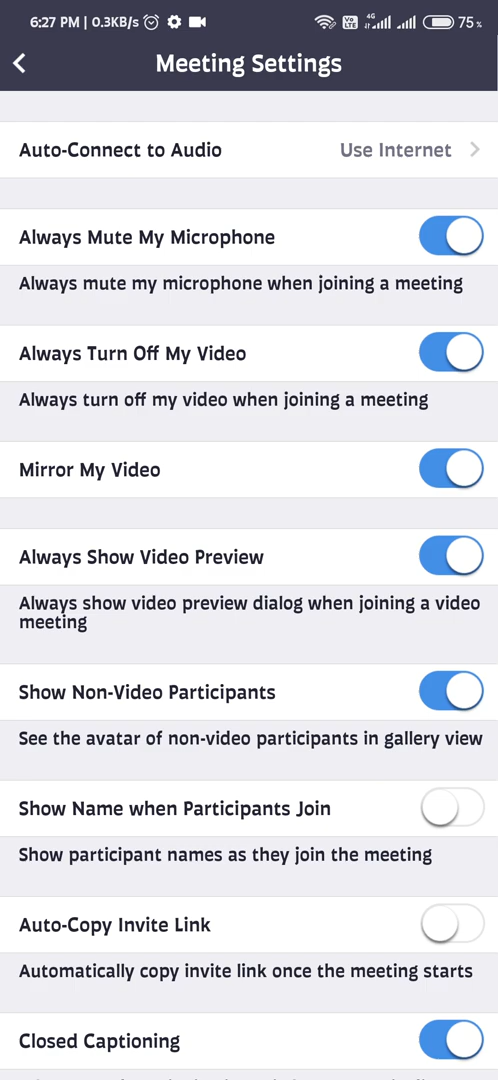 6:27 PM | 0.3KB/s 4G Vo LTE 75 %
Meeting Settings
Auto-Connect to Audio Use Internet
Always Mute My Microphone
Always mute my microphone when joining a meeting
Always Turn Off My Video
Always turn off my video when joining a meeting
Mirror My Video
Always Show Video Preview
Always show video preview dialog when joining a video
meeting
Show Non-Video Participants
See the avatar of non-video participants in gallery view
Show Name when Participants Join
Show participant names as they join the meeting
Auto-Copy Invite Link
Automatically copy invite link once the meeting starts
Closed Captioning